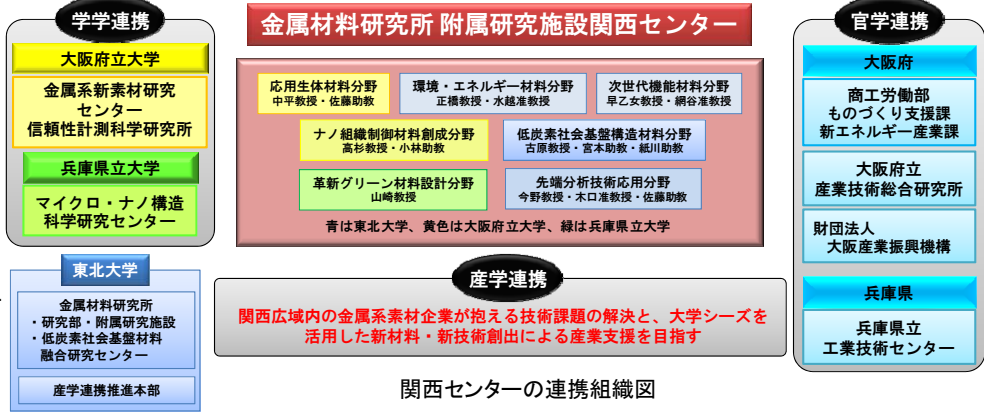 学学連携
大阪府立大学
金属系新素材研究
センター
信頼性計測科学研究所
兵庫県立大学
マイクロ・ナノ構造
科学研究センター
東北大学
金属材料研究所
・研究部・附属研究施設
・低炭素社会基盤材料
融合研究センター
産学連携推進本部
金属材料研究所 附属研究施設関西センター
応用生体材料分野
中平教授・佐藤助教
環境・エネルギー材料分野
正橋教授・水越准教授
次世代機能材料分野
早乙女教授・網谷准教授
ナノ組織制御材料創成分野
高杉教授・小林助教
低炭素社会基盤構造材料分野
古原教授・宮本助教・紙川助教
革新グリーン材料設計分野
山崎教授
先端分析技術応用分野
今野教授・木口准教授・佐藤助教
青は東北大学、黄色は大阪府立大学、緑は兵庫県立大学
産学連携
関西広域内の金属系素材企業が抱える技術課題の解決と、大学シーズを
活用した新材料・新技術創出による産業支援を目指す
関西センターの連携組織図
官学連携
大阪府
商工労働部
ものづくり支援課
新エネルギー産業課
大阪府立
産業技術総合研究所
財団法人
大阪産業振興機構
兵庫県
兵庫県立
工業技術センター